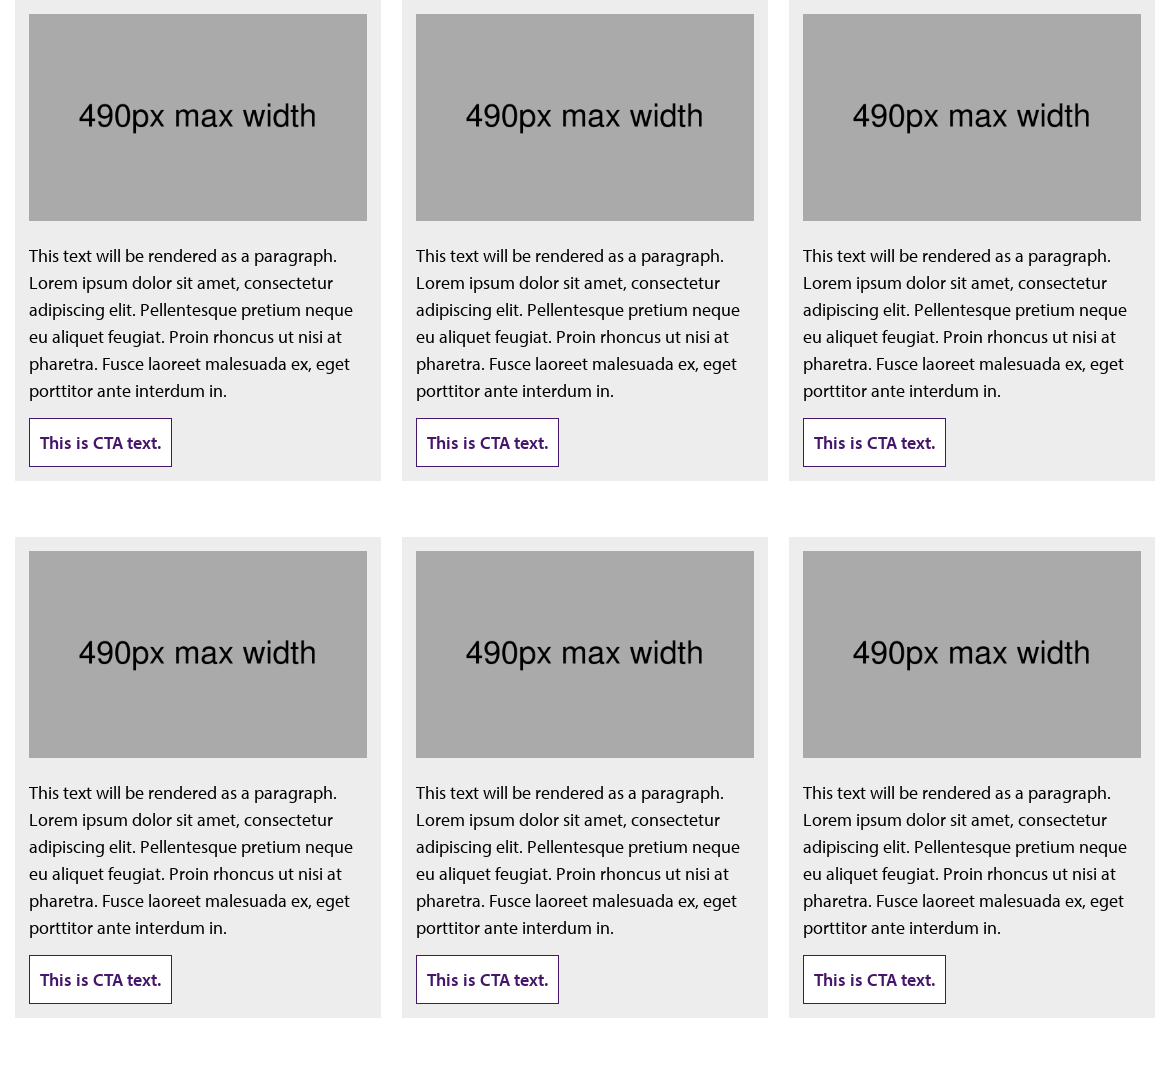 490px max width
490px max width
490px max width
This text will be rendered as a paragraph.
Lorem ipsum dolor sit amet, consectetur
adipiscing elit. Pellentesque pretium neque
eu aliquet feugiat. Proin rhoncus ut nisi at
pharetra. Fusce laoreet malesuada ex, eget
porttitor ante interdum in.
This is CTA text.
This text will be rendered as a paragraph.
Lorem ipsum dolor sit amet, consectetur
adipiscing elit. Pellentesque pretium neque
eu aliquet feugiat. Proin rhoncus ut nisi at
pharetra. Fusce laoreet malesuada ex, eget
porttitor ante interdum in.
This is CTA text.
This text will be rendered as a paragraph.
Lorem ipsum dolor sit amet, consectetur
adipiscing elit. Pellentesque pretium neque
eu aliquet feugiat. Proin rhoncus ut nisi at
pharetra. Fusce laoreet malesuada ex, eget
porttitor ante interdum in.
This is CTA text.
490px max width
490px max width
490px max width
This text will be rendered as a paragraph.
Lorem ipsum dolor sit amet, consectetur
adipiscing elit. Pellentesque pretium neque
eu aliquet feugiat. Proin rhoncus ut nisi at
pharetra. Fusce laoreet malesuada ex, eget
porttitor ante interdum in.
This is CTA text.
This text will be rendered as a paragraph.
Lorem ipsum dolor sit amet, consectetur
adipiscing elit. Pellentesque pretium neque
eu aliquet feugiat. Proin rhoncus ut nisi at
pharetra. Fusce laoreet malesuada ex, eget
porttitor ante interdum in.
This is CTA text.
This text will be rendered as a paragraph.
Lorem ipsum dolor sit amet, consectetur
adipiscing elit. Pellentesque pretium neque
eu aliquet feugiat. Proin rhoncus ut nisi at
pharetra. Fusce laoreet malesuada ex, eget
porttitor ante interdum in.
This is CTA text.